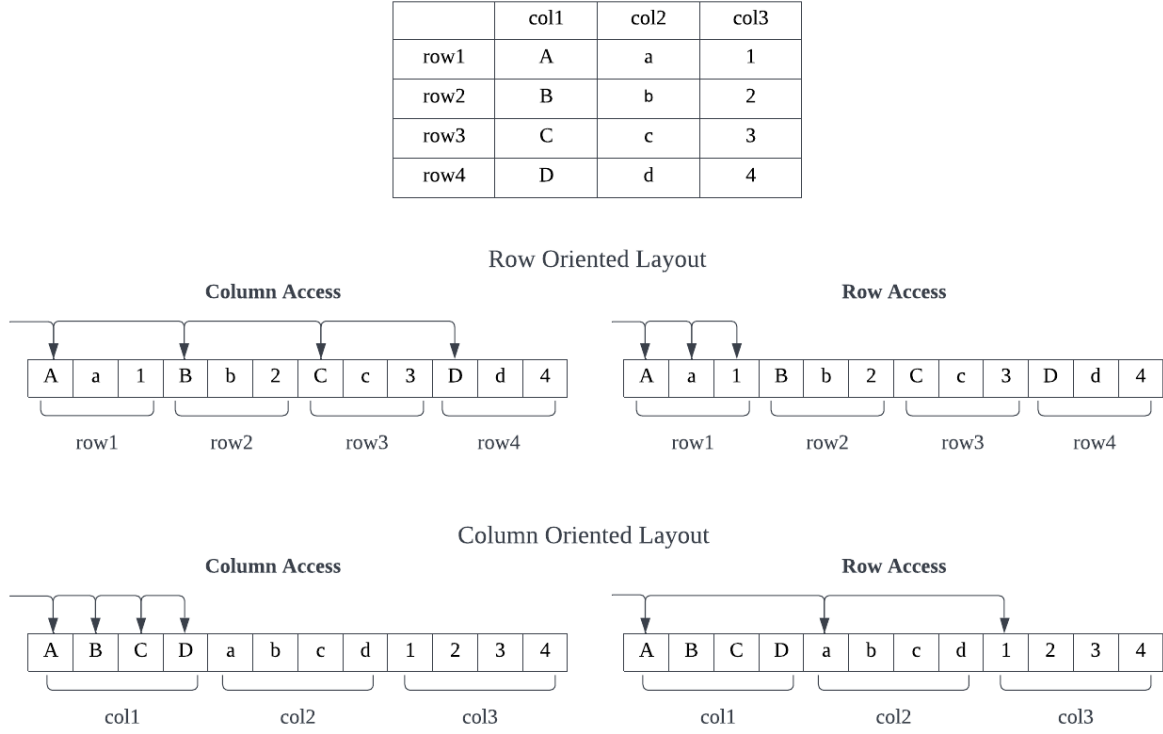 col1 col2 col3
row1 A a 1
row2 B b 2
row3 C c 3
row4 D d 4
Row Oriented Layout
Column Access
A a 1 B b 2 C c 3 D d 4
row1 row2 row3 row4
Row Access
A a 1 B b 2 C c 3 D d 4
row1 row2 row3 row4
Column Oriented Layout
Column Access
A B C D a b c d 1 2 3 4
col1 col2 col3
Row Access
A B C D a b c d 1 2 3 4
col1 col2 col3